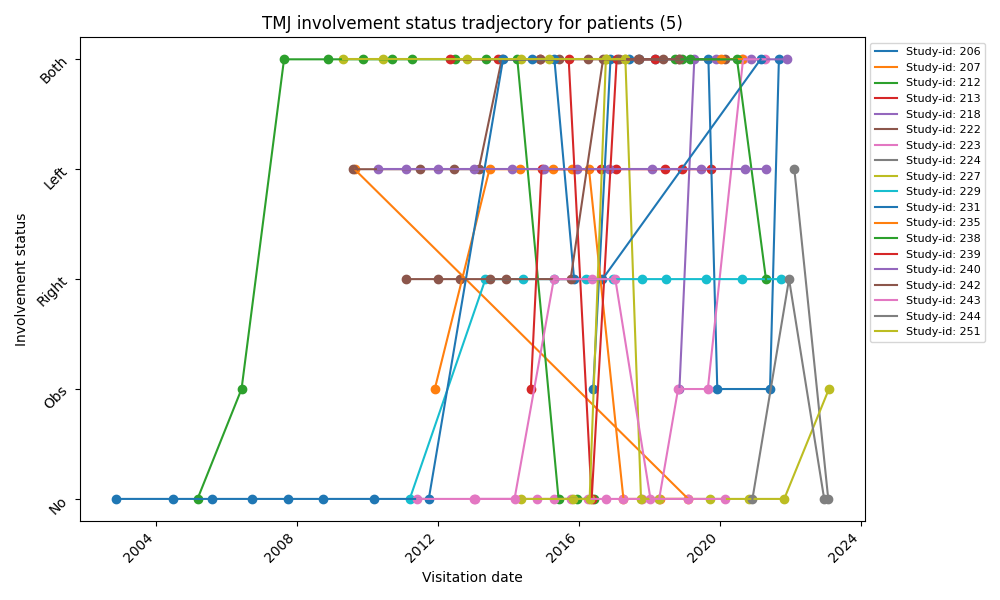 TMJ involvement status tradjectory for patients (5)
Both
Left
Right
Obs
No
Involvement status
2004
2008
2012
2016
2020
2024
Visitation date
Study-id: 206
Study-id: 207
Study-id: 212
Study-id: 213
Study-id: 218
Study-id: 222
Study-id: 223
Study-id: 224
Study-id: 227
Study-id: 229
Study-id: 231
Study-id: 235
Study-id: 238
Study-id: 239
Study-id: 240
Study-id: 242
Study-id: 243
Study-id: 244
Study-id: 251